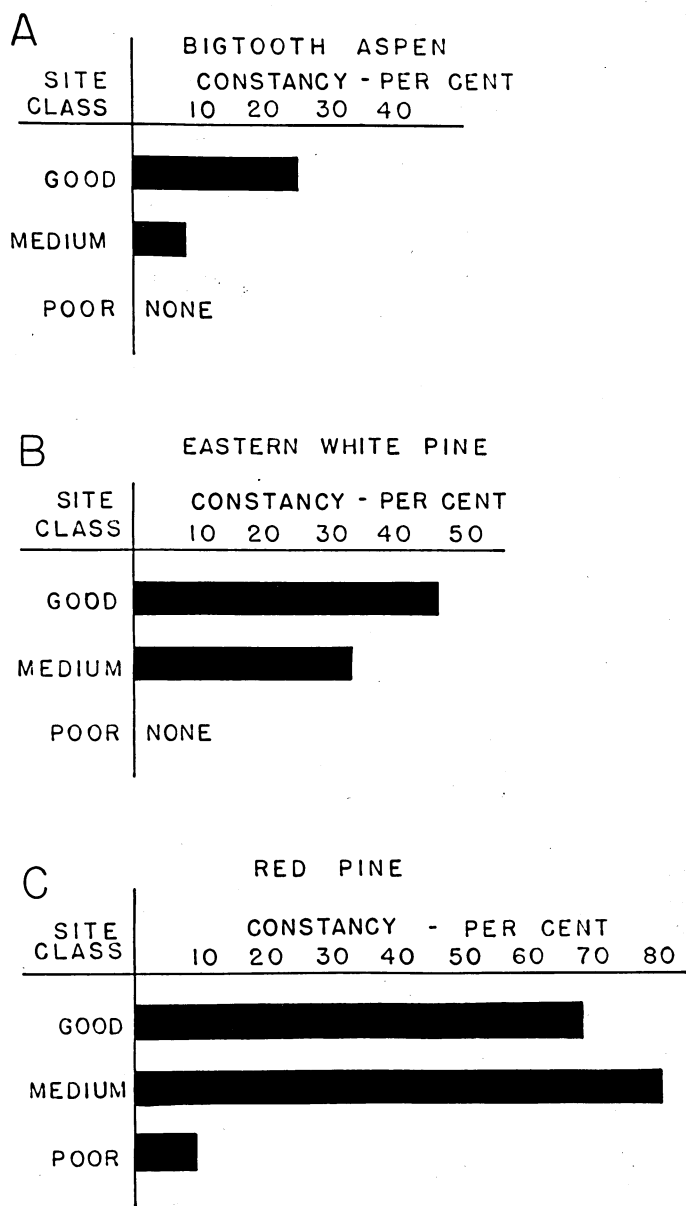 A
BIGTOOTH ASPEN
SITE CLASS
CONSTANCY - PER CENT
10 20 30 40
GOOD
MEDIUM
POOR NONE
B
EASTERN WHITE PINE
SITE CLASS
CONSTANCY - PER CENT
10 20 30 40 50
GOOD
MEDIUM
POOR NONE
C
RED PINE
SITE CLASS
CONSTANCY - PER CENT
10 20 30 40 50 60 70 80
GOOD
MEDIUM
POOR